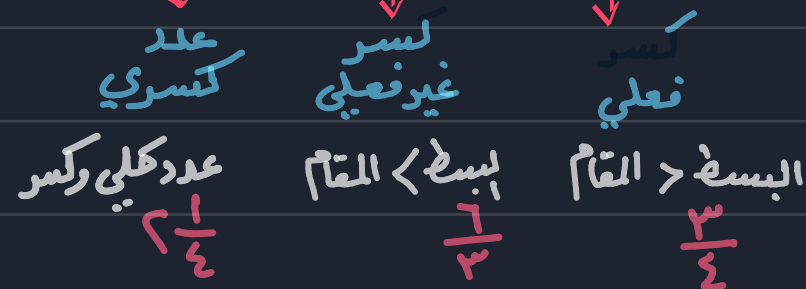 كسر
فعلي
البسط < المقام
٣/٤
كسر
غير فعلي
البسط > المقام
٦/٣
عدد
كسري
عدد كلي وكسر
٢ ١/٤